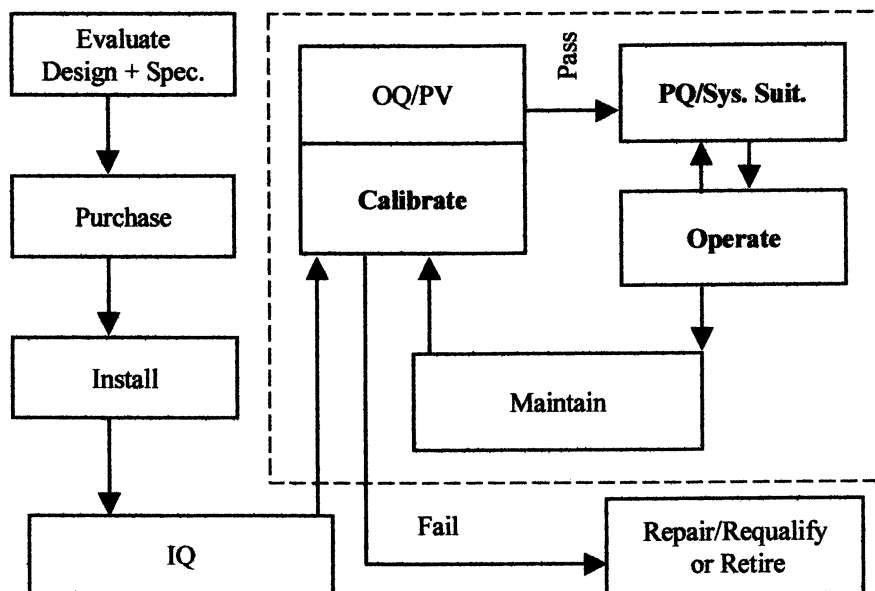 Evaluate
Design + Spec.
Purchase
Install
IQ
OQ/PV
Calibrate
Pass
PQ/Sys. Suit.
Operate
Maintain
Fail
Repair/Requalify
or Retire